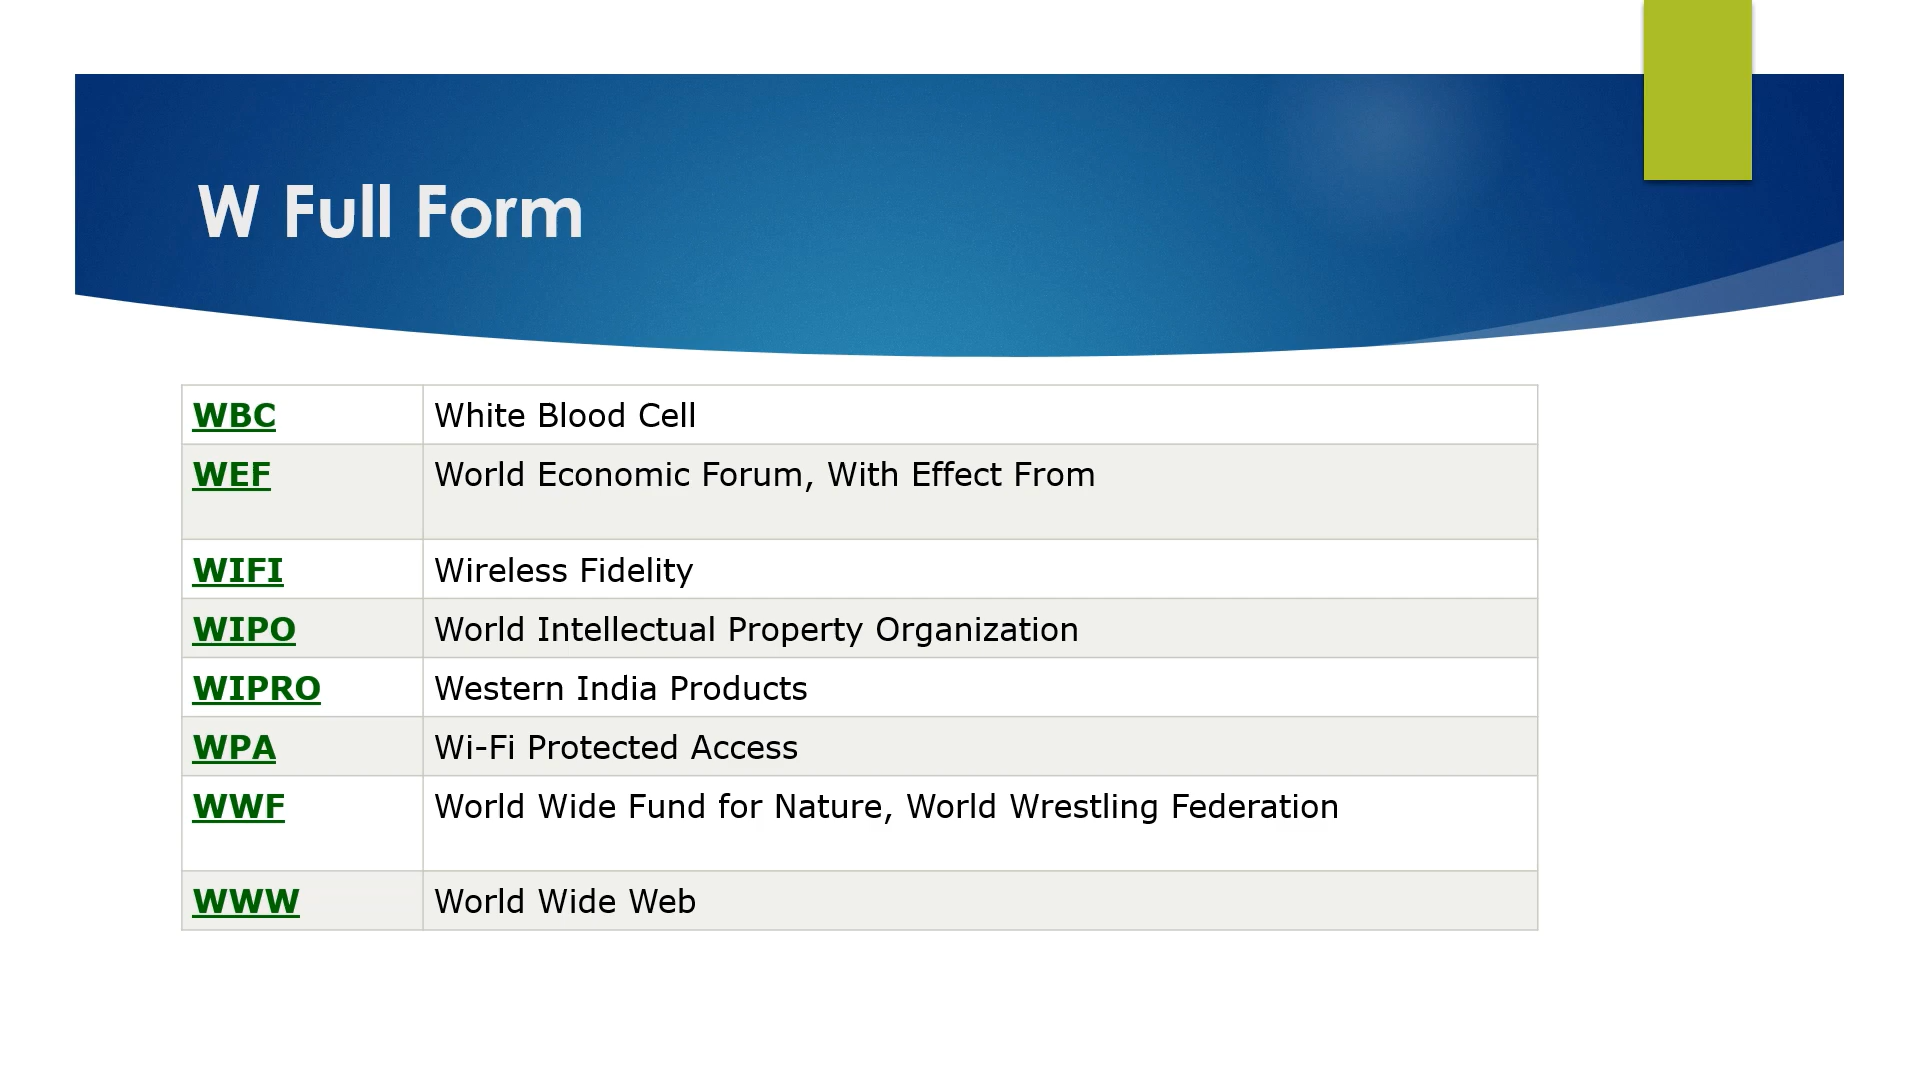 W Full Form
WBC White Blood Cell
WEF World Economic Forum, With Effect From
WIFI Wireless Fidelity
WIPO World Intellectual Property Organization
WIPRO Western India Products
WPA Wi-Fi Protected Access
WWF World Wide Fund for Nature, World Wrestling Federation
WWW World Wide Web